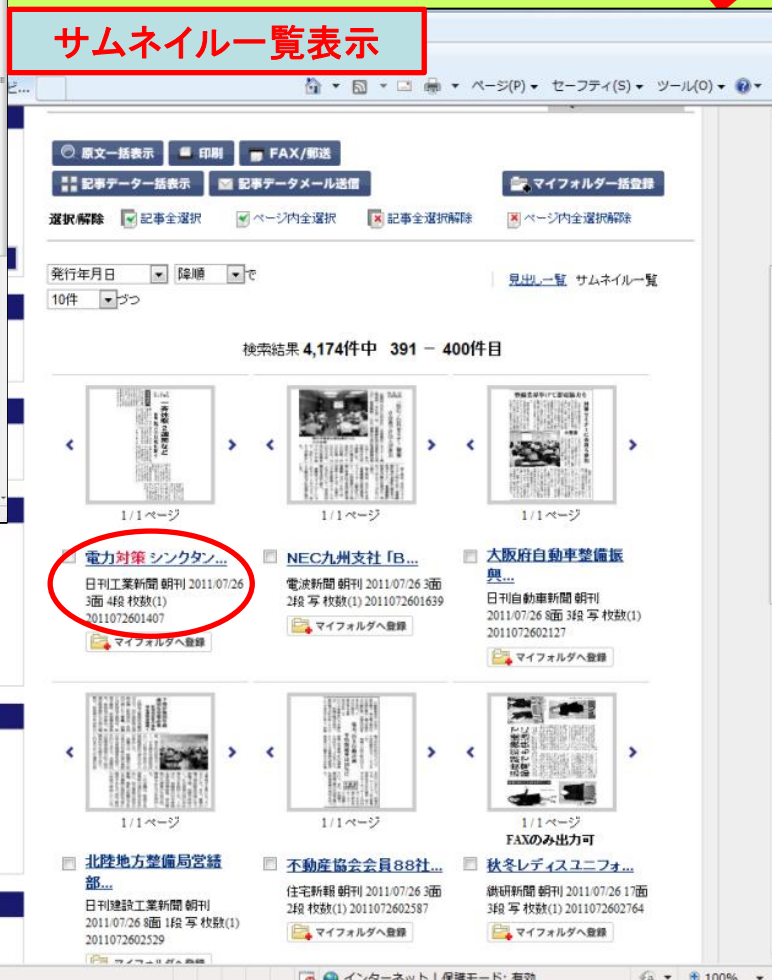 サムネイル一覧表示
ページ(P) セーフティ(S) ツール(O)
原文一括表示 印刷 FAX/郵送
記事データ一括表示 記事データメール送信 マイフォルダー括登録
選択/解除 記事全選択 ページ内全選択 記事全選択解除 ページ内全選択解除
発行年月日 降順 で
見出し一覧 サムネイル一覧
10件 づつ
検索結果 4,174件中 391 － 400件目
1/1ページ 1/1ページ 1/1ページ
電力対策 シンクタン...
日刊工業新聞 朝刊 2011/07/26
3面 4段 枚数(1)
2011072601407
マイフォルダへ登録
NEC九州支社「B...
電波新聞 朝刊 2011/07/26 3面
2段 写 枚数(1) 2011072601639
マイフォルダへ登録
大阪府自動車整備振
興...
日刊自動車新聞 朝刊
2011/07/26 8面 3段 写 枚数(1)
2011072602127
マイフォルダへ登録
1/1ページ 1/1ページ 1/1ページ
FAXのみ出力可
北陸地方整備局営繕
部...
日刊建設工業新聞 朝刊
2011/07/26 8面 1段 写 枚数(1)
2011072602529
マイフォルダへ登録
不動産協会会員88社...
住宅新報 朝刊 2011/07/26 3面
2段 枚数(1) 2011072602587
マイフォルダへ登録
秋冬レディスユニフォ...
繊研新聞 朝刊 2011/07/26 17面
3段 写 枚数(1) 2011072602764
マイフォルダへ登録
インターネット | 保護モード: 有効 100%